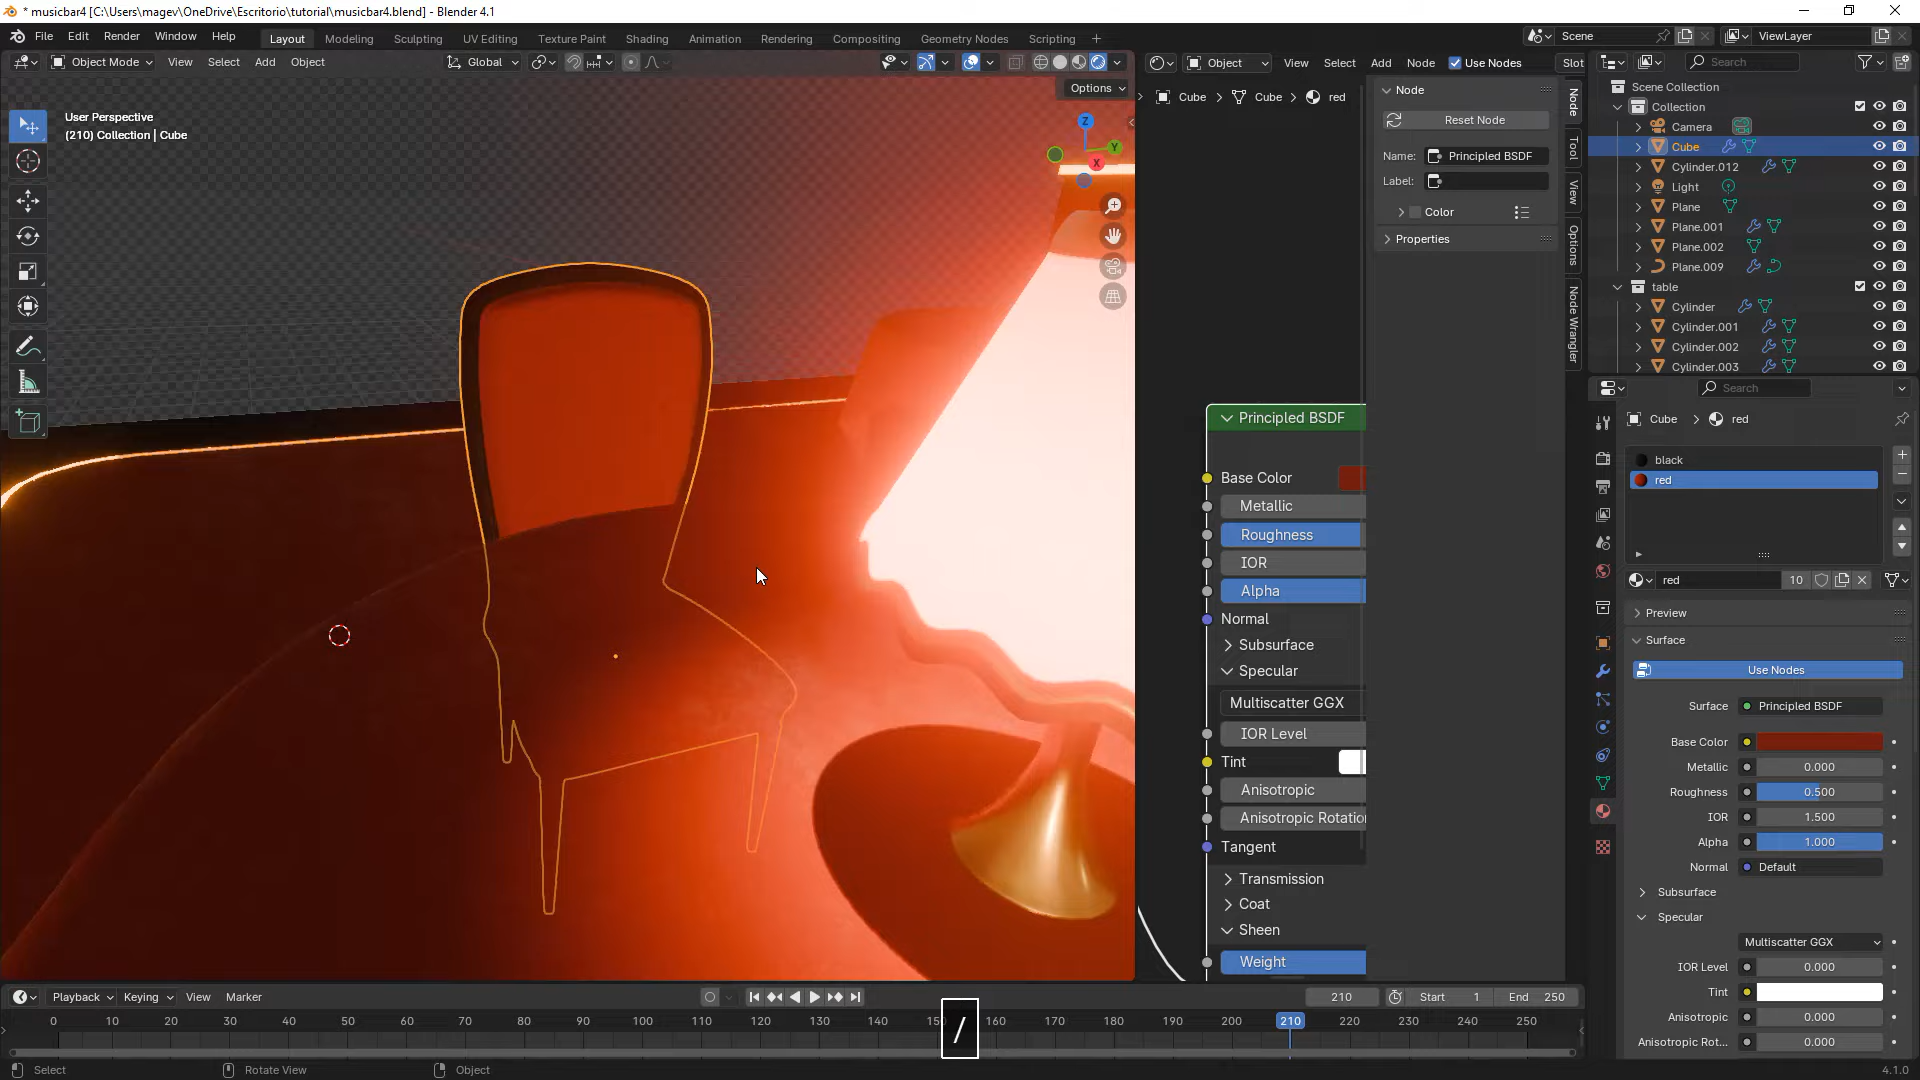 * musicbar4 [C:\Users\magev\OneDrive\Escritorio\tutorial\musicbar4.blend] - Blender 4.1
File Edit Render Window Help
Layout Modeling Sculpting UV Editing Texture Paint Shading Animation Rendering Compositing Geometry Nodes Scripting +
Scene
ViewLayer
Object Mode View Select Add Object
Global
Object View Select Add Node Use Nodes Slot
Search
Options
User Perspective
(210) Collection | Cube
Z
Y
X
Cube > Cube > red
Node
Reset Node
Name: Principled BSDF
Label:
Color
Properties
Node
Tool
View
Options
Node Wrangler
Principled BSDF
Base Color
Metallic
Roughness
IOR
Alpha
Normal
Subsurface
Specular
Multiscatter GGX
IOR Level
Tint
Anisotropic
Anisotropic Rotation
Tangent
Transmission
Coat
Sheen
Weight
Scene Collection
Collection
Camera
Cube
Cylinder.012
Light
Plane
Plane.001
Plane.002
Plane.009
table
Cylinder
Cylinder.001
Cylinder.002
Cylinder.003
Search
Cube > red
black
red
red 10
Preview
Surface
Use Nodes
Surface Principled BSDF
Base Color
Metallic 0.000
Roughness 0.500
IOR 1.500
Alpha 1.000
Normal Default
Subsurface
Specular
Multiscatter GGX
IOR Level 0.000
Tint
Anisotropic 0.000
Anisotropic Rot... 0.000
Playback Keying View Marker
210 Start 1 End 250
0 10 20 30 40 50 60 70 80 90 100 110 120 130 140 160 170 180 190 200 210 220 230 240 250
/
Select Rotate View Object
4.1.0